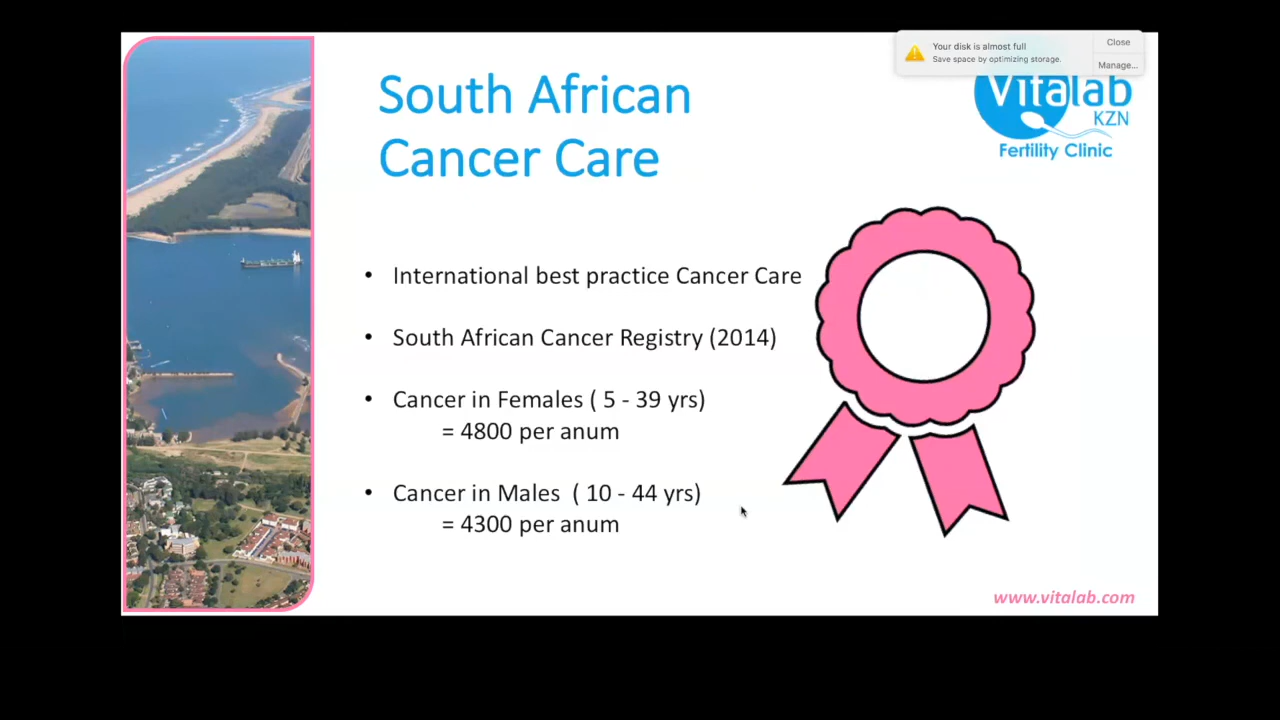 South African
Cancer Care
Your disk is almost full
Save space by optimizing storage.
Close
Manage...
Vitalab
KZN
Fertility Clinic
• International best practice Cancer Care
• South African Cancer Registry (2014)
• Cancer in Females ( 5 - 39 yrs)
= 4800 per anum
• Cancer in Males ( 10 - 44 yrs)
= 4300 per anum
www.vitalab.com